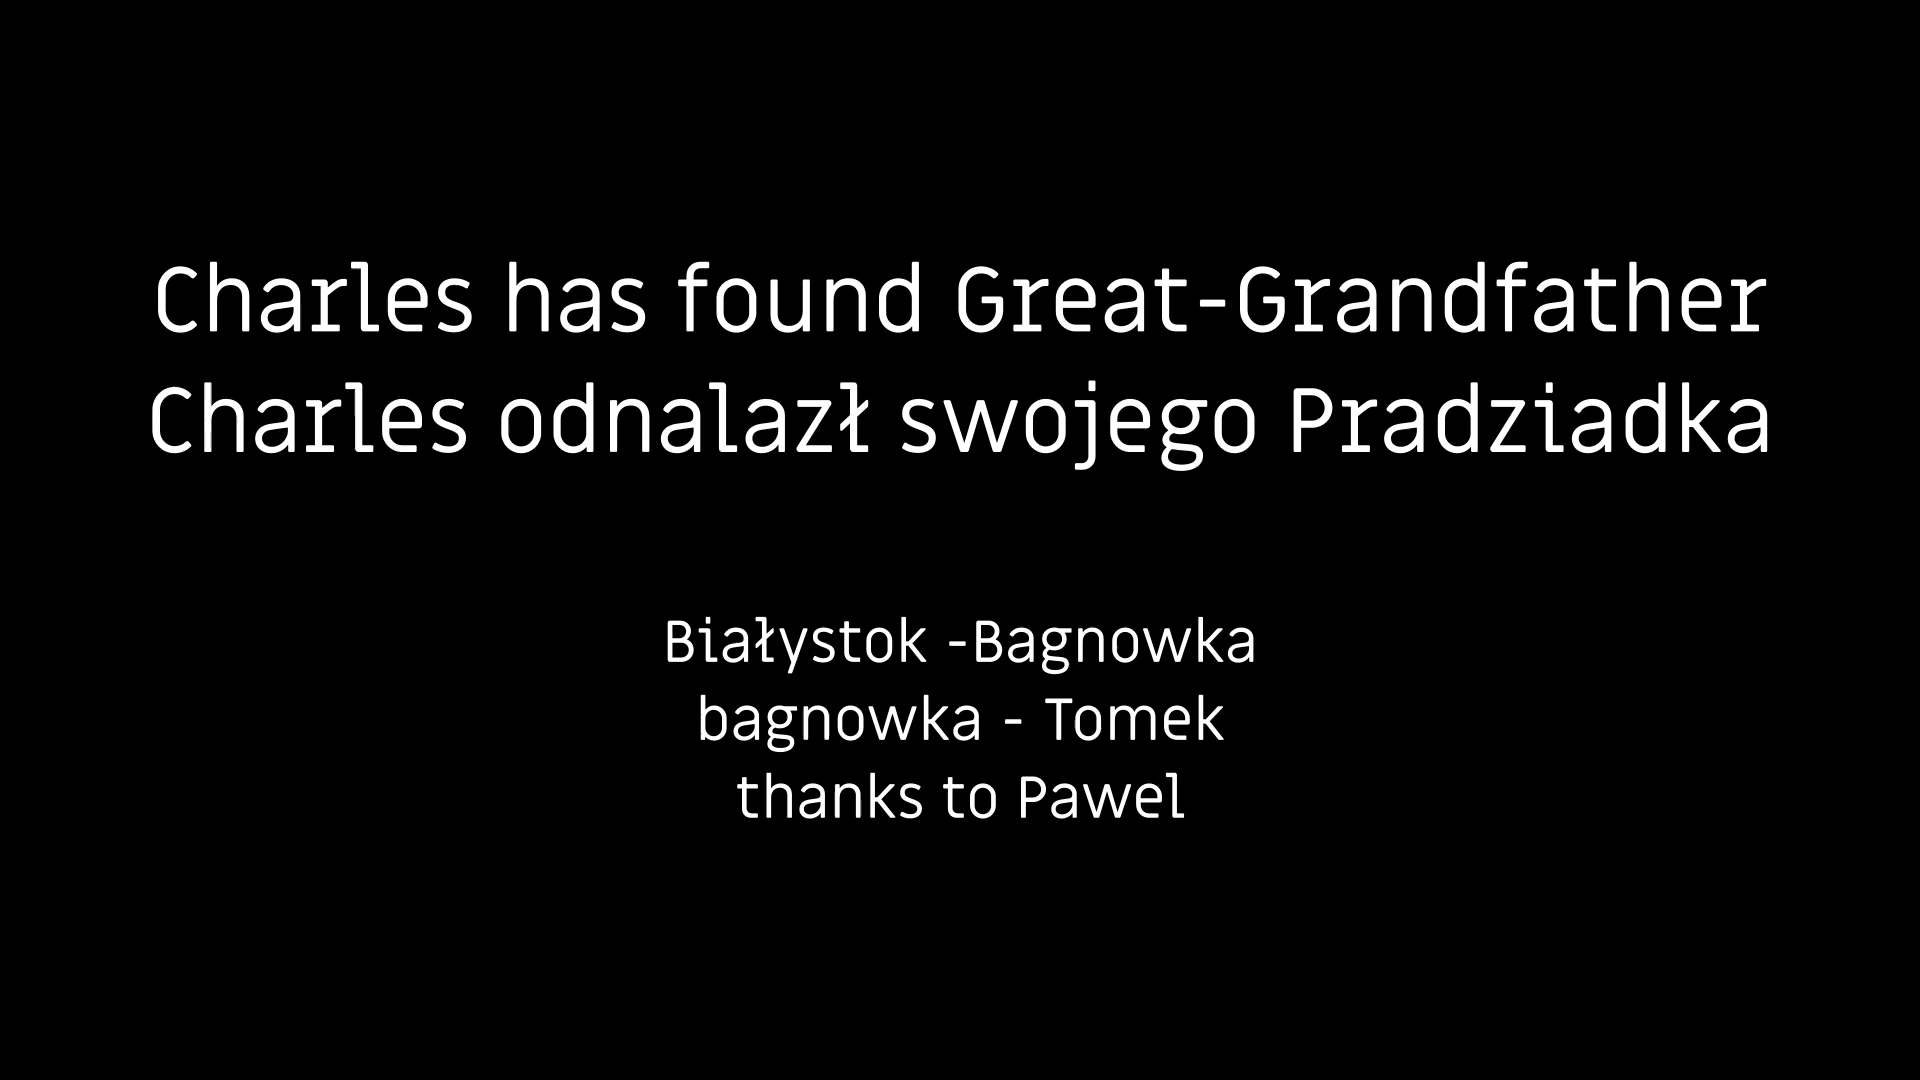 Charles has found Great-Grandfather
Charles odnalazł swojego Pradziadka
Białystok -Bagnowka
bagnowka - Tomek
thanks to Pawel